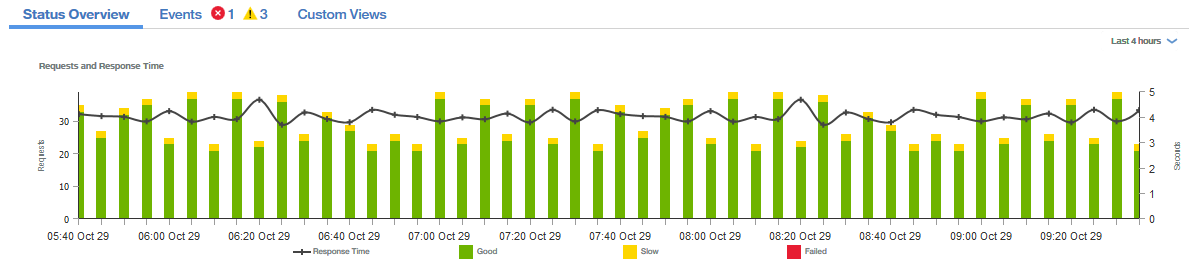 Status Overview Events 1 3 Custom Views
Last 4 hours
Requests and Response Time
Requests
30
20
10
0
5
4
3
2
1
0
Seconds
05:40 Oct 29 06:00 Oct 29 06:20 Oct 29 06:40 Oct 29 07:00 Oct 29 07:20 Oct 29 07:40 Oct 29 08:00 Oct 29 08:20 Oct 29 08:40 Oct 29 09:00 Oct 29 09:20 Oct 29
Response Time Good Slow Failed